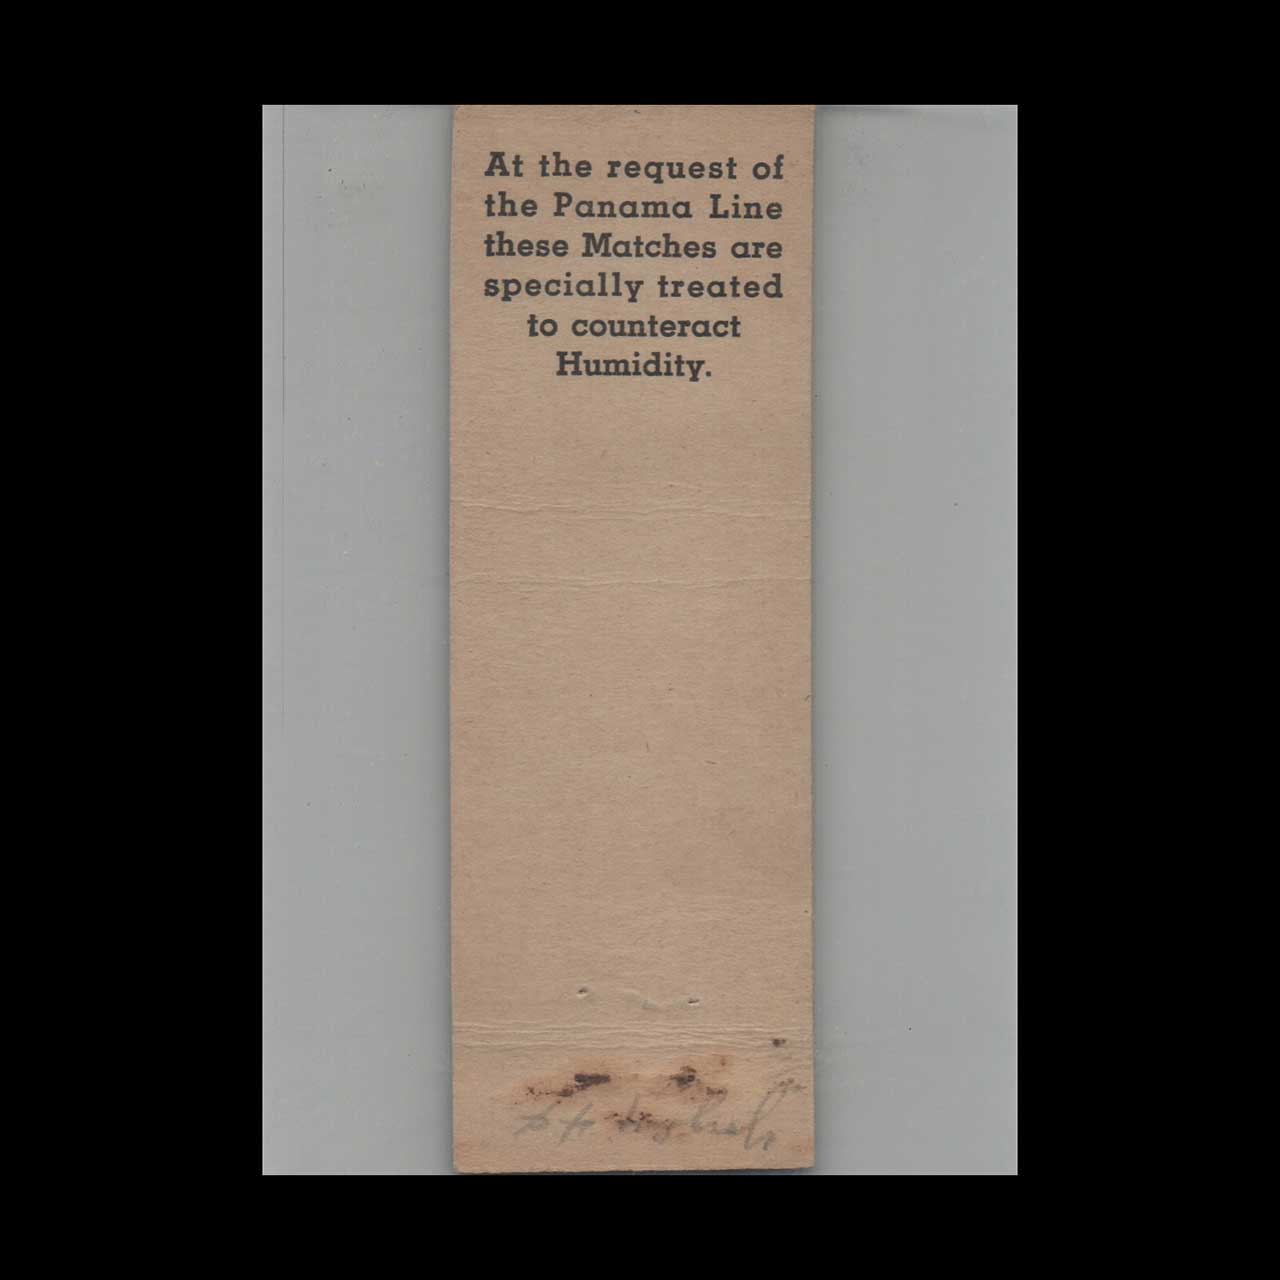 At the request of
the Panama Line
these Matches are
specially treated
to counteract
Humidity.